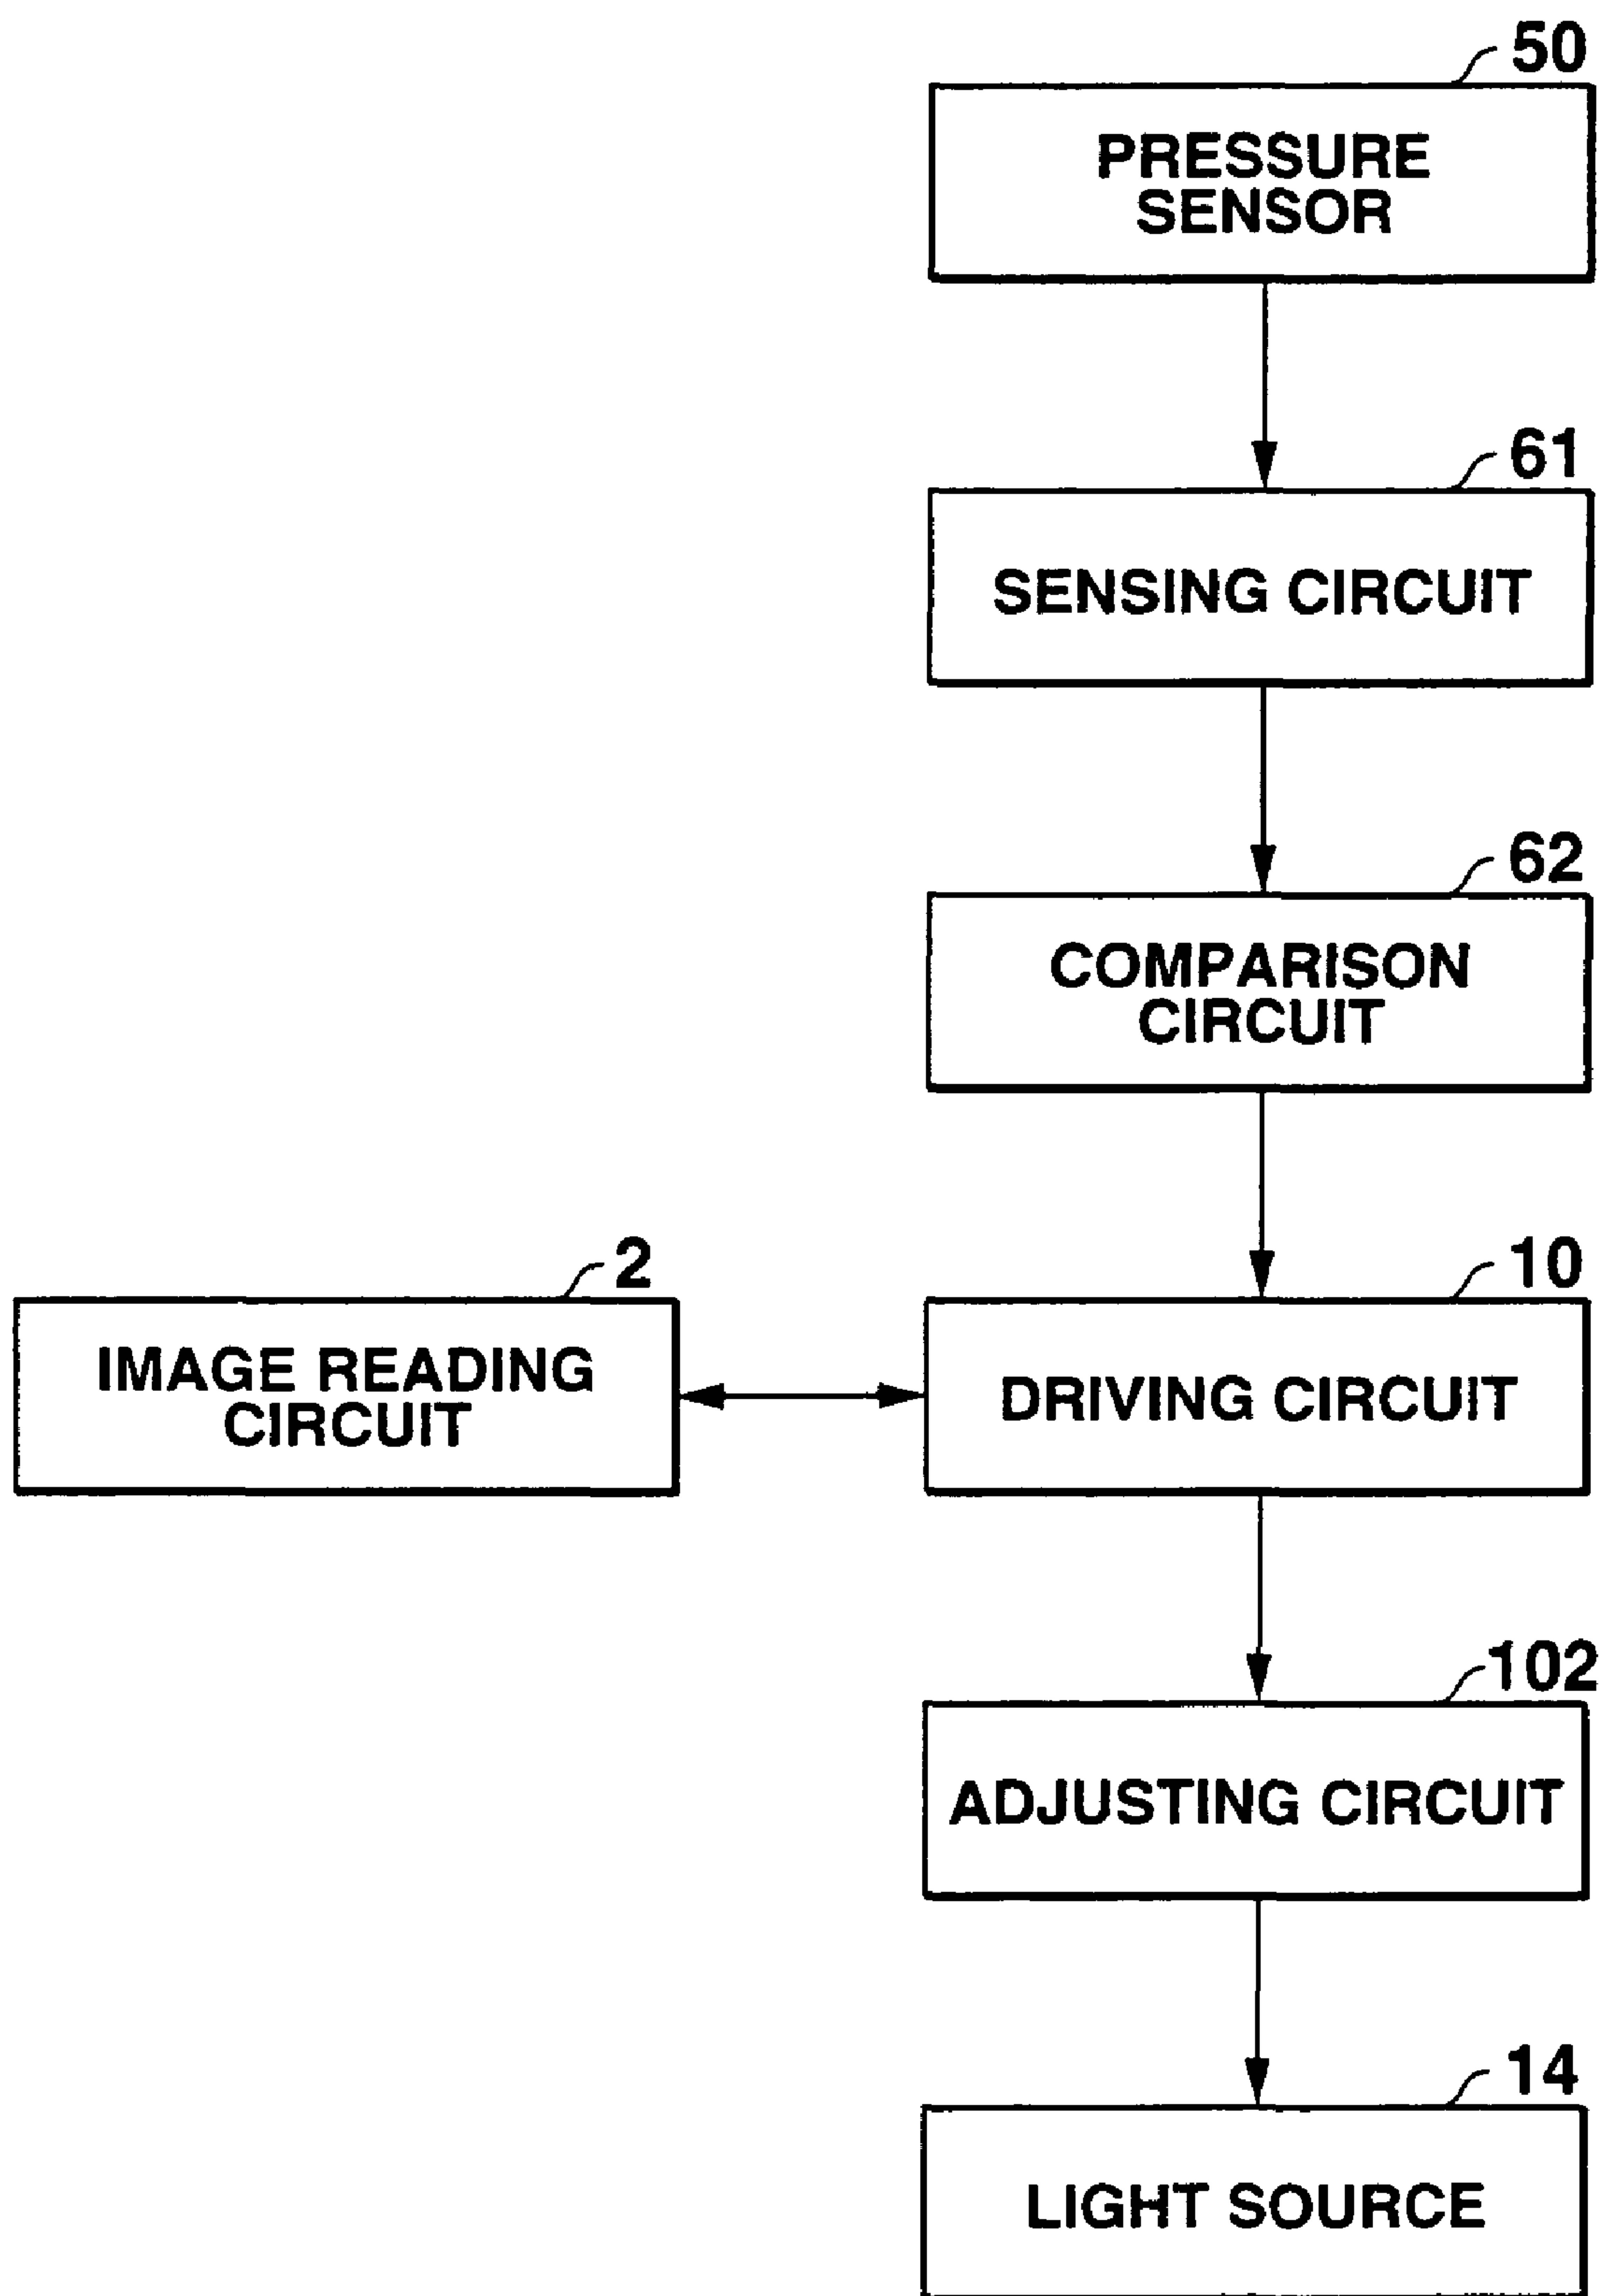 50
PRESSURE
SENSOR
61
SENSING CIRCUIT
62
COMPARISON
CIRCUIT
2
IMAGE READING
CIRCUIT
10
DRIVING CIRCUIT
102
ADJUSTING CIRCUIT
14
LIGHT SOURCE